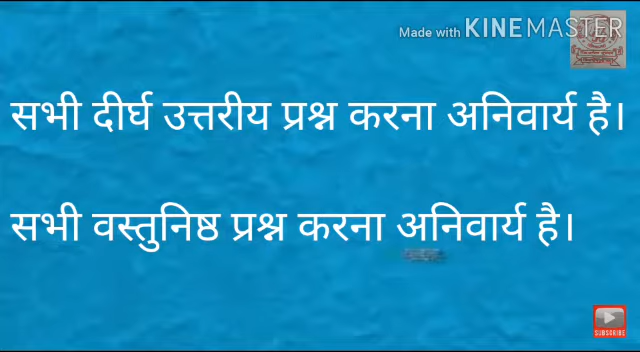 Made with KINEMASTER
सभी दीर्घ उत्तरीय प्रश्न करना अनिवार्य है।
सभी वस्तुनिष्ठ प्रश्न करना अनिवार्य है।
SUBSCRIBE